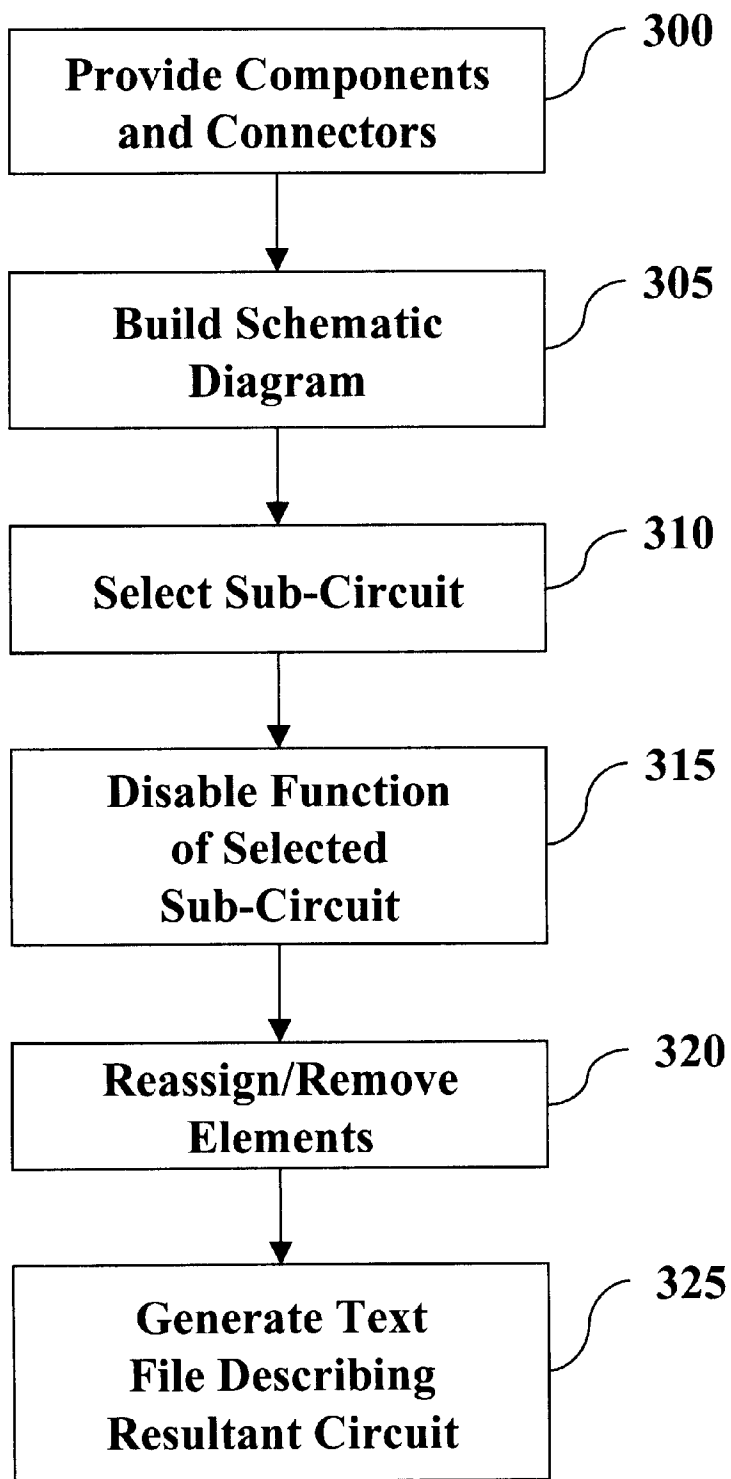 300
Provide Components
and Connectors
305
Build Schematic
Diagram
310
Select Sub-Circuit
315
Disable Function
of Selected
Sub-Circuit
320
Reassign/Remove
Elements
325
Generate Text
File Describing
Resultant Circuit